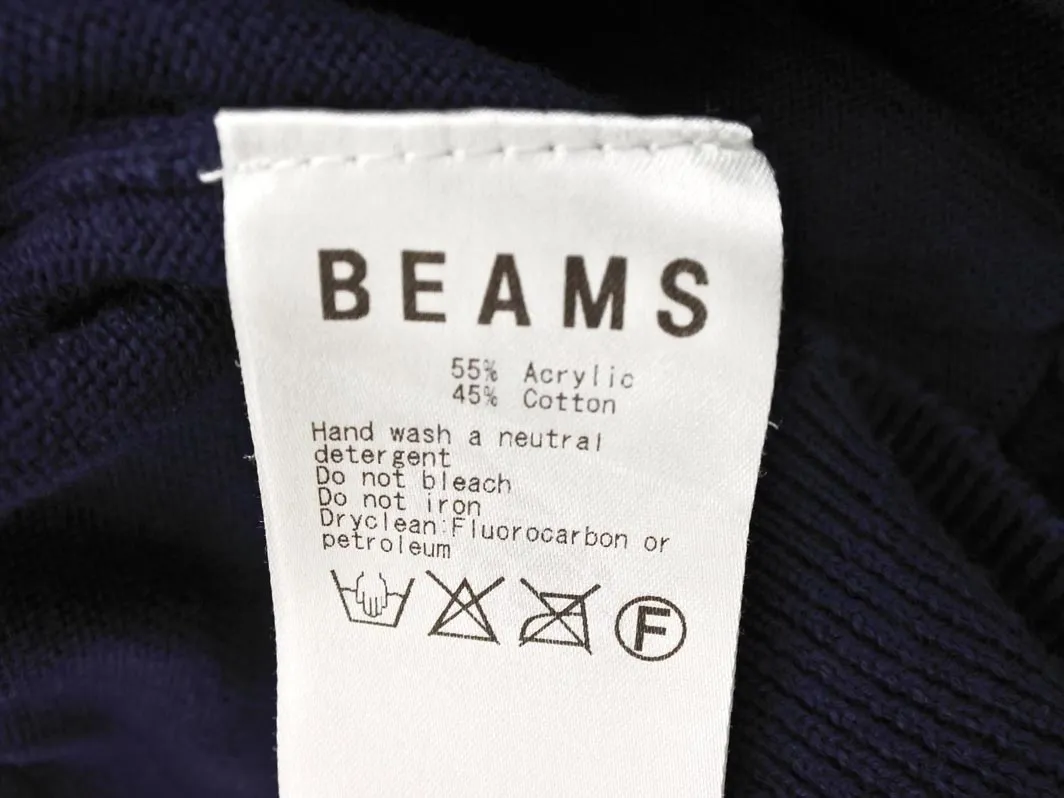 BEAMS
55% Acrylic
45% Cotton
Hand wash a neutral
detergent
Do not bleach
Do not iron
Dryclean:Fluorocarbon or
petroleum
F